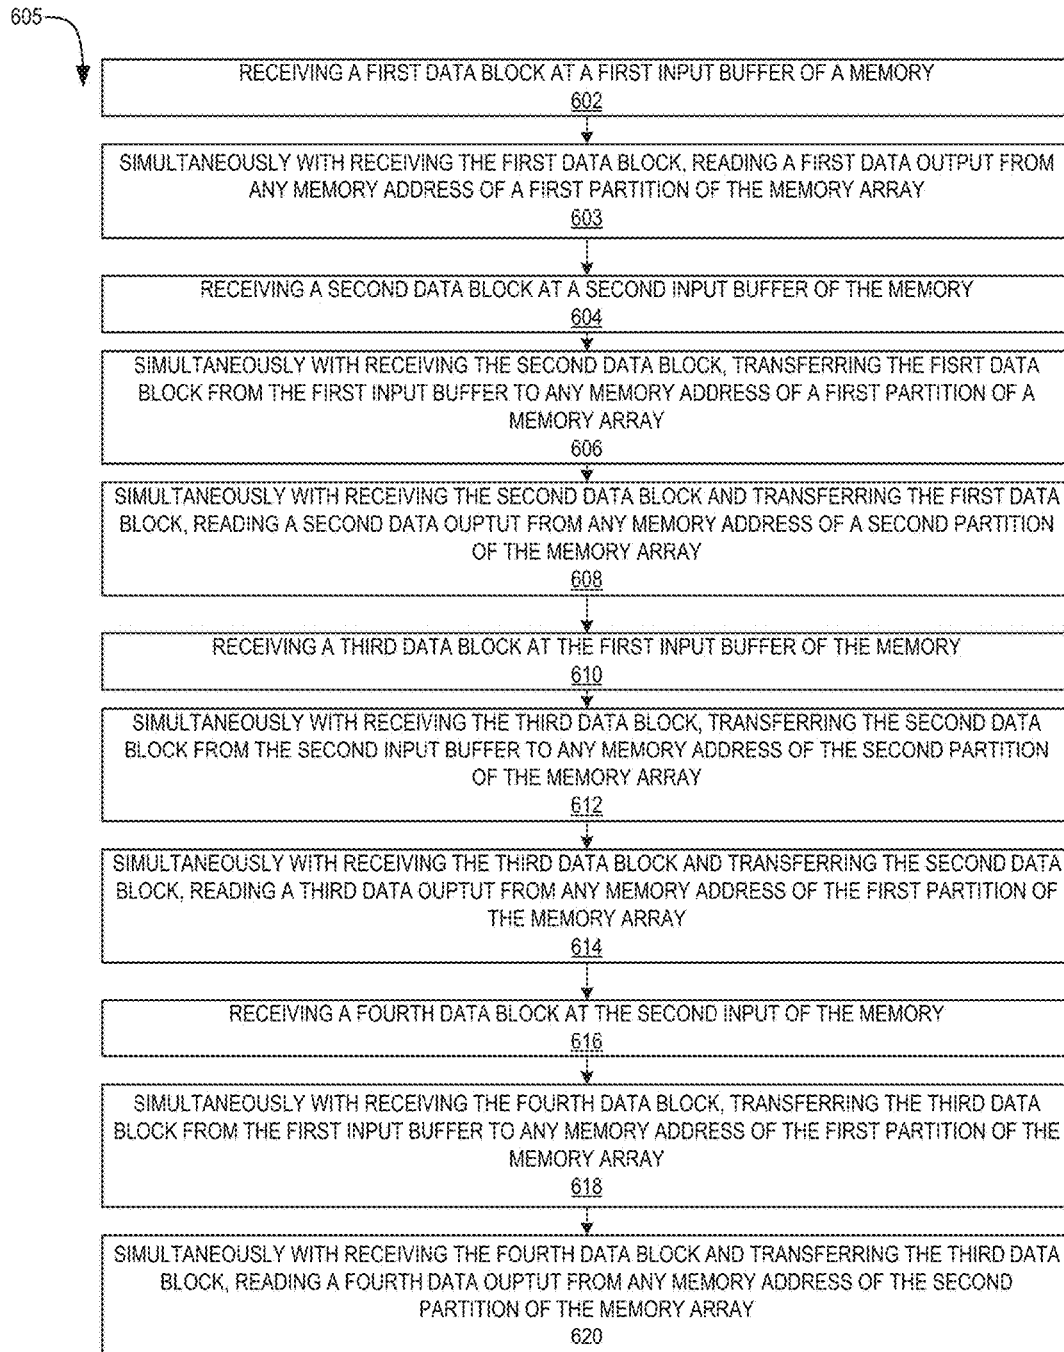 605
RECEIVING A FIRST DATA BLOCK AT A FIRST INPUT BUFFER OF A MEMORY
602
SIMULTANEOUSLY WITH RECEIVING THE FIRST DATA BLOCK, READING A FIRST DATA OUTPUT FROM
ANY MEMORY ADDRESS OF A FIRST PARTITION OF THE MEMORY ARRAY
603
RECEIVING A SECOND DATA BLOCK AT A SECOND INPUT BUFFER OF THE MEMORY
604
SIMULTANEOUSLY WITH RECEIVING THE SECOND DATA BLOCK, TRANSFERRING THE FISRT DATA
BLOCK FROM THE FIRST INPUT BUFFER TO ANY MEMORY ADDRESS OF A FIRST PARTITION OF A
MEMORY ARRAY
606
SIMULTANEOUSLY WITH RECEIVING THE SECOND DATA BLOCK AND TRANSFERRING THE FIRST DATA
BLOCK, READING A SECOND DATA OUPTUT FROM ANY MEMORY ADDRESS OF A SECOND PARTITION
OF THE MEMORY ARRAY
608
RECEIVING A THIRD DATA BLOCK AT THE FIRST INPUT BUFFER OF THE MEMORY
610
SIMULTANEOUSLY WITH RECEIVING THE THIRD DATA BLOCK, TRANSFERRING THE SECOND DATA
BLOCK FROM THE SECOND INPUT BUFFER TO ANY MEMORY ADDRESS OF THE SECOND PARTITION
OF THE MEMORY ARRAY
612
SIMULTANEOUSLY WITH RECEIVING THE THIRD DATA BLOCK AND TRANSFERRING THE SECOND DATA
BLOCK, READING A THIRD DATA OUPTUT FROM ANY MEMORY ADDRESS OF THE FIRST PARTITION OF
THE MEMORY ARRAY
614
RECEIVING A FOURTH DATA BLOCK AT THE SECOND INPUT OF THE MEMORY
616
SIMULTANEOUSLY WITH RECEIVING THE FOURTH DATA BLOCK, TRANSFERRING THE THIRD DATA
BLOCK FROM THE FIRST INPUT BUFFER TO ANY MEMORY ADDRESS OF THE FIRST PARTITION OF THE
MEMORY ARRAY
618
SIMULTANEOUSLY WITH RECEIVING THE FOURTH DATA BLOCK AND TRANSFERRING THE THIRD DATA
BLOCK, READING A FOURTH DATA OUPTUT FROM ANY MEMORY ADDRESS OF THE SECOND
PARTITION OF THE MEMORY ARRAY
620